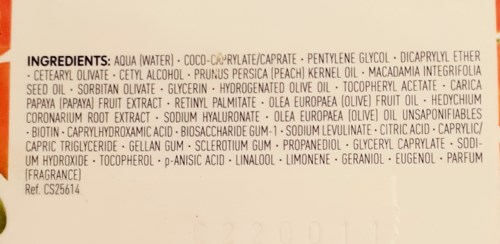 INGREDIENTS: AQUA (WATER) • COCO-CAPRYLATE/CAPRATE • PENTYLENE GLYCOL • DICAPRYLYL ETHER
• CETEARYL OLIVATE • CETYL ALCOHOL • PRUNUS PERSICA (PEACH) KERNEL OIL • MACADAMIA INTEGRIFOLIA
SEED OIL • SORBITAN OLIVATE • GLYCERIN • HYDROGENATED OLIVE OIL • TOCOPHERYL ACETATE • CARICA
PAPAYA (PAPAYA) FRUIT EXTRACT • RETINYL PALMITATE • OLEA EUROPAEA (OLIVE) FRUIT OIL • HEDYCHIUM
CORONARIUM ROOT EXTRACT • SODIUM HYALURONATE • OLEA EUROPAEA (OLIVE) OIL UNSAPONIFIABLES
• BIOTIN • CAPRYLHYDROXAMIC ACID • BIOSACCHARIDE GUM-1 • SODIUM LEVULINATE • CITRIC ACID • CAPRYLIC/
CAPRIC TRIGLYCERIDE • GELLAN GUM • SCLEROTIUM GUM • PROPANEDIOL • GLYCERYL CAPRYLATE • SODI-
UM HYDROXIDE • TOCOPHEROL • p-ANISIC ACID • LINALOOL • LIMONENE • GERANIOL • EUGENOL • PARFUM
(FRAGRANCE)
Ref. CS25614